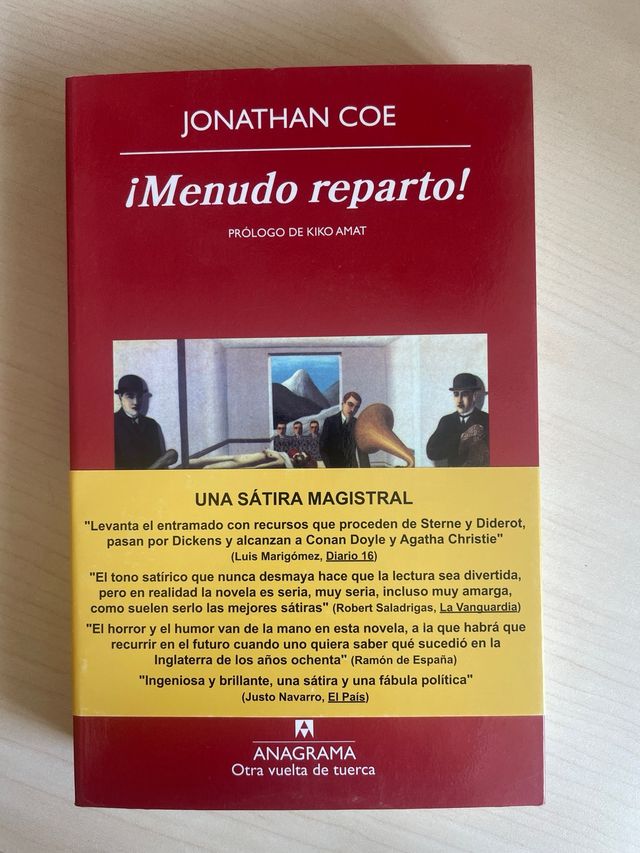 JONATHAN COE
¡Menudo reparto!
PRÓLOGO DE KIKO AMAT
UNA SÁTIRA MAGISTRAL
"Levanta el entramado con recursos que proceden de Sterne y Diderot,
pasan por Dickens y alcanzan a Conan Doyle y Agatha Christie"
(Luis Marigómez, Diario 16)
"El tono satírico que nunca desmaya hace que la lectura sea divertida,
pero en realidad la novela es seria, muy seria, incluso muy amarga,
como suelen serlo las mejores sátiras" (Robert Saladrigas, La Vanguardia)
"El horror y el humor van de la mano en esta novela, a la que habrá que
recurrir en el futuro cuando uno quiera saber qué sucedió en la
Inglaterra de los años ochenta" (Ramón de España)
"Ingeniosa y brillante, una sátira y una fábula política"
(Justo Navarro, El País)
ANAGRAMA
Otra vuelta de tuerca